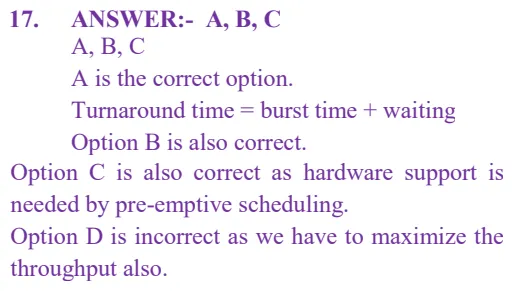 17. ANSWER:- A, B, C
A, B, C
A is the correct option.
Turnaround time = burst time + waiting
Option B is also correct.
Option C is also correct as hardware support is
needed by pre-emptive scheduling.
Option D is incorrect as we have to maximize the
throughput also.